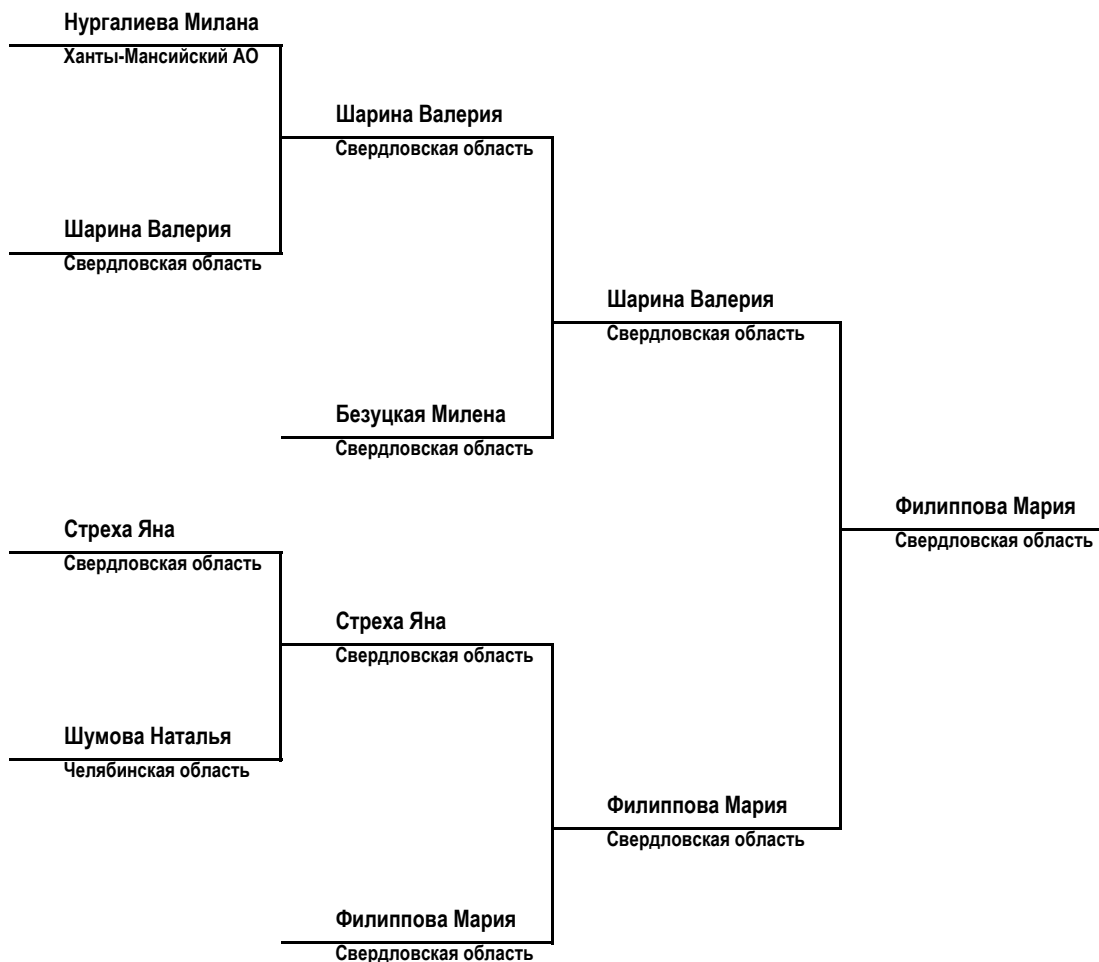 Нургалиева Милана
Ханты-Мансийский АО
Шарина Валерия
Свердловская область
Шарина Валерия
Свердловская область
Шарина Валерия
Свердловская область
Безуцкая Милена
Свердловская область
Филиппова Мария
Свердловская область
Стреха Яна
Свердловская область
Стреха Яна
Свердловская область
Шумова Наталья
Челябинская область
Филиппова Мария
Свердловская область
Филиппова Мария
Свердловская область